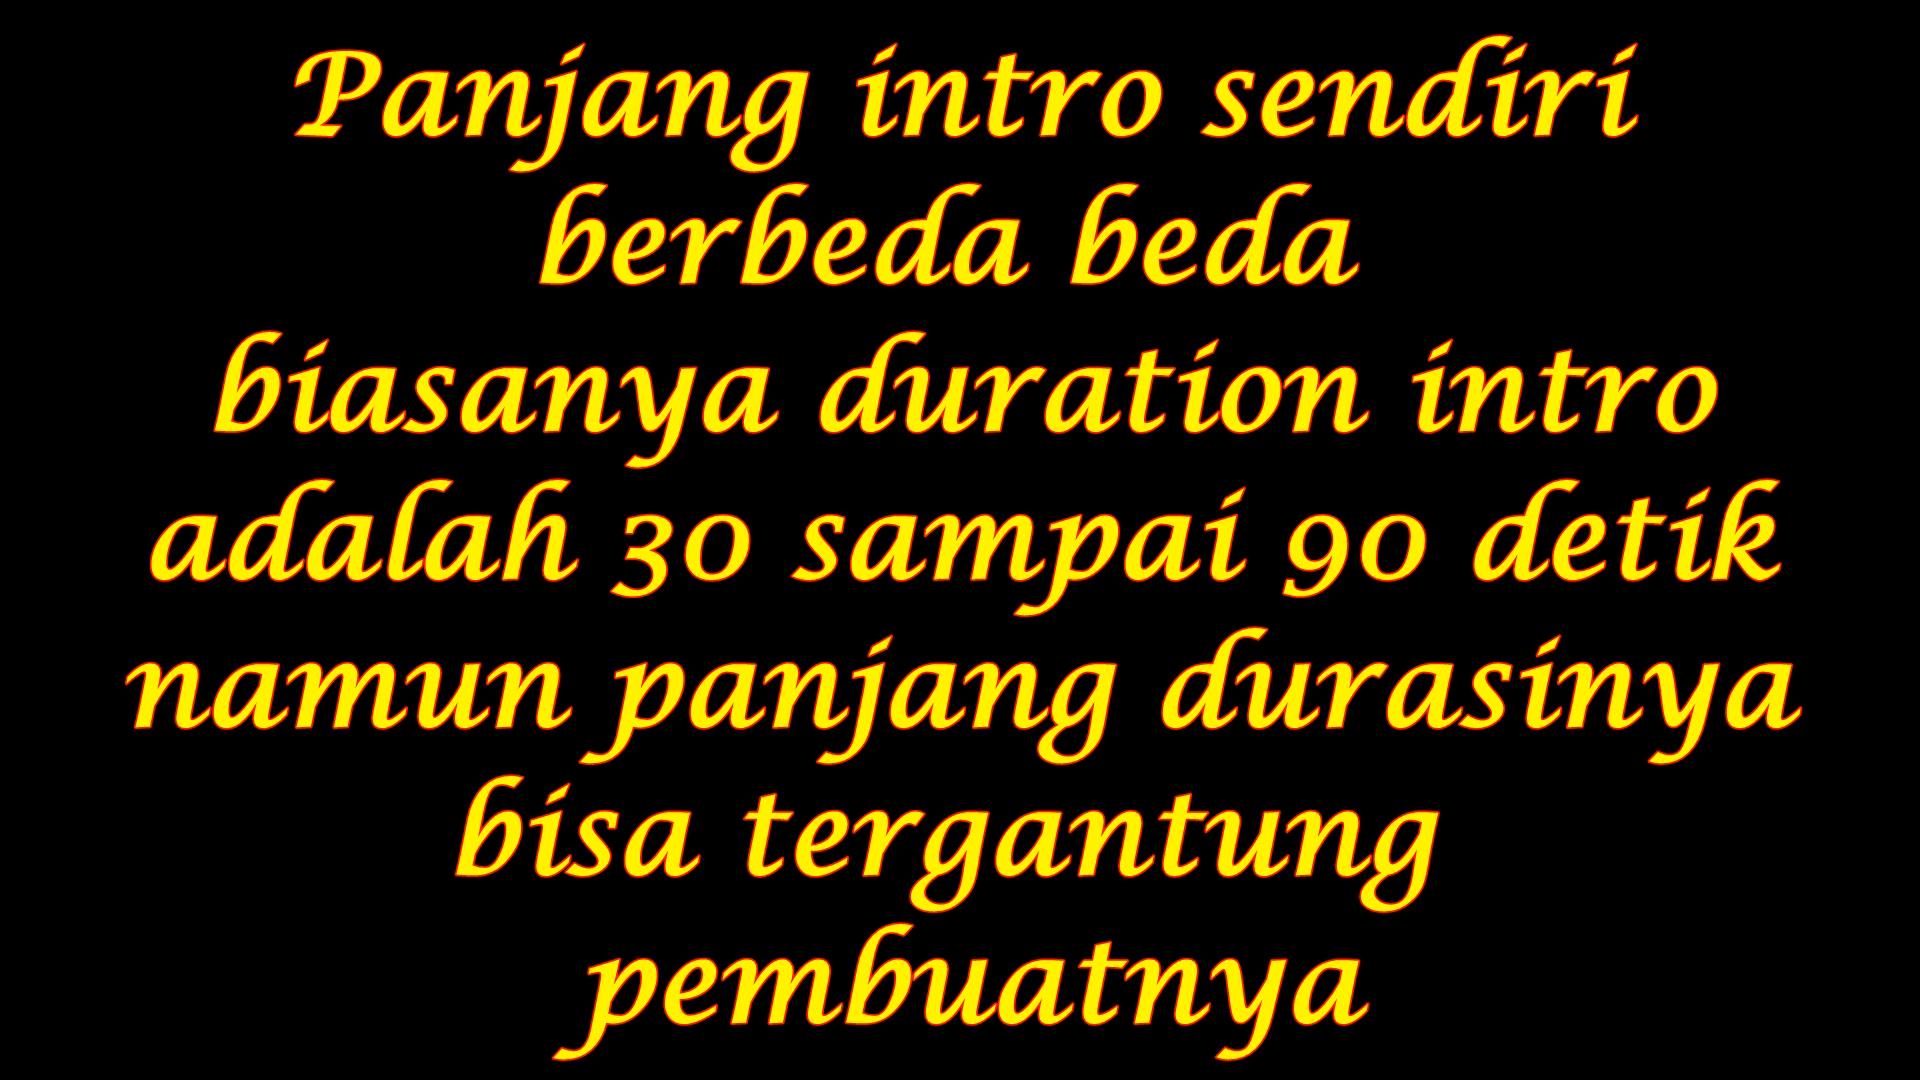 Panjang intro sendiri
berbeda beda
biasanya duration intro
adalah 30 sampai 90 detik
namun panjang durasinya
bisa tergantung
pembuatnya